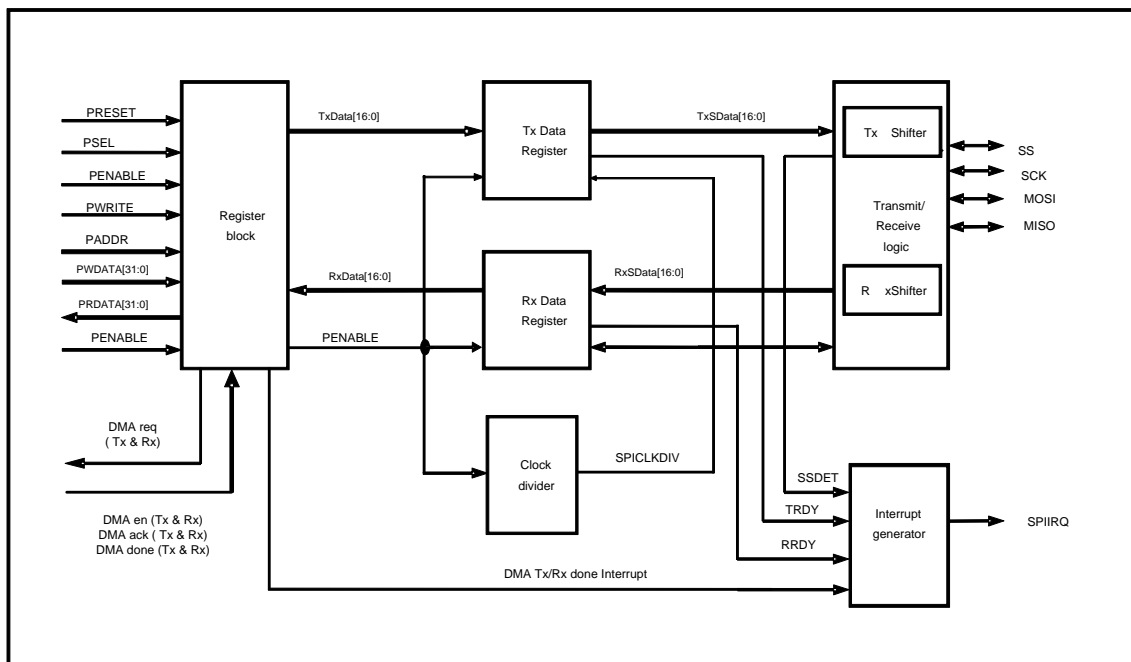 PRESET
PSEL
PENABLE
PWRITE
PADDR
PWDATA[31:0]
PRDATA[31:0]
PENABLE
Register
block
TxData[16:0]
RxData[16:0]
PENABLE
Tx Data
Register
Rx Data
Register
Clock
divider
TxSData[16:0]
RxSData[16:0]
SPICLKDIV
Tx Shifter
Transmit/
Receive
logic
R xShifter
SS
SCK
MOSI
MISO
DMA req
( Tx & Rx)
DMA en (Tx & Rx)
DMA ack ( Tx & Rx)
DMA done (Tx & Rx)
DMA Tx/Rx done Interrupt
SSDET
TRDY
RRDY
Interrupt
generator
SPIIRQ